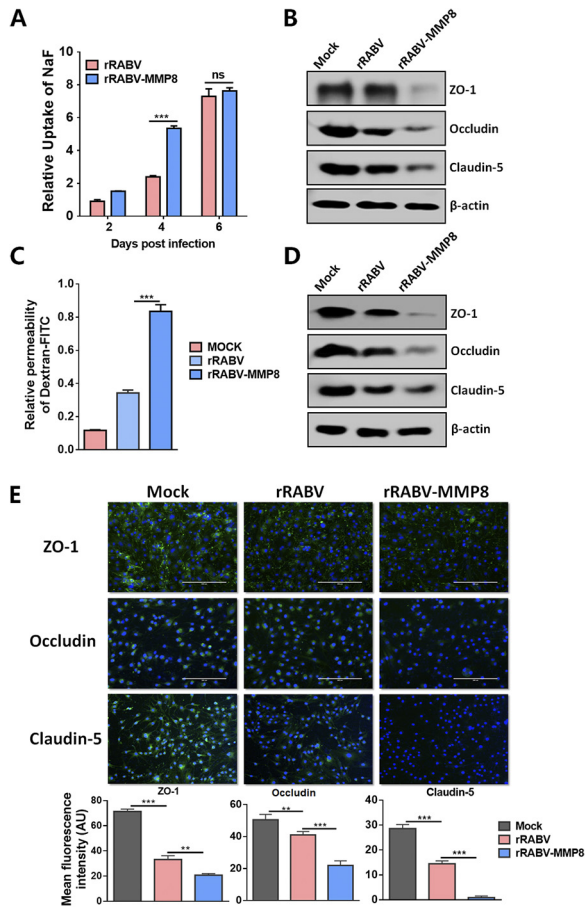 A
Relative Uptake of NaF
10
8
6
4
2
0
rRABV
rRABV-MMP8
***
ns
2 4 6
Days post infection
B
Mock rRABV rRABV-MMP8
ZO-1
Occludin
Claudin-5
β-actin
C
Relative permeability
of Dextran-FITC
1.0
0.8
0.6
0.4
0.2
0.0
***
MOCK
rRABV
rRABV-MMP8
D
Mock rRABV rRABV-MMP8
ZO-1
Occludin
Claudin-5
β-actin
E
Mock rRABV rRABV-MMP8
ZO-1
Occludin
Claudin-5
Mean fluorescence
intensity (AU)
ZO-1
80
60
40
20
0
***
**
Occludin
60
40
20
0
**
***
Claudin-5
40
30
20
10
0
***
***
Mock
rRABV
rRABV-MMP8